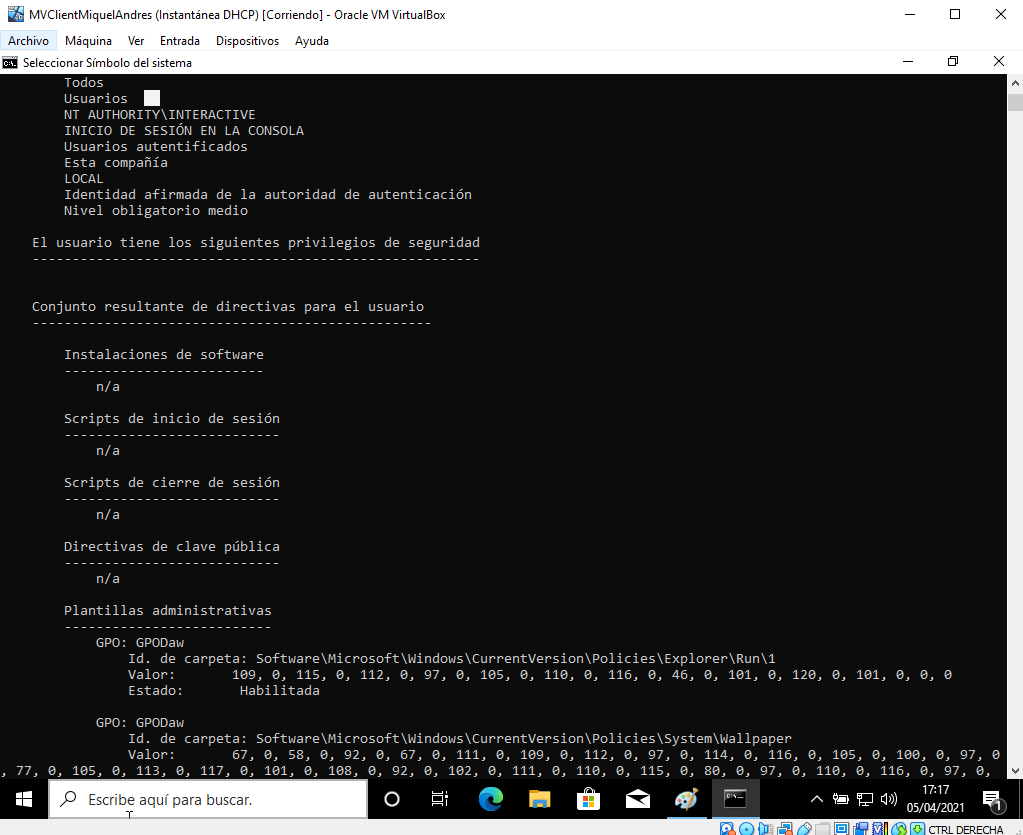 MVClientMiquelAndres (Instantánea DHCP) [Corriendo] - Oracle VM VirtualBox
Archivo Máquina Ver Entrada Dispositivos Ayuda
Seleccionar Símbolo del sistema
Todos
Usuarios
NT AUTHORITY\INTERACTIVE
INICIO DE SESIÓN EN LA CONSOLA
Usuarios autentificados
Esta compañía
LOCAL
Identidad afirmada de la autoridad de autenticación
Nivel obligatorio medio
El usuario tiene los siguientes privilegios de seguridad
--------------------------------------------------------
Conjunto resultante de directivas para el usuario
--------------------------------------------------
Instalaciones de software
-------------------------
n/a
Scripts de inicio de sesión
---------------------------
n/a
Scripts de cierre de sesión
---------------------------
n/a
Directivas de clave pública
---------------------------
n/a
Plantillas administrativas
--------------------------
GPO: GPODaw
Id. de carpeta: Software\Microsoft\Windows\CurrentVersion\Policies\Explorer\Run\1
Valor: 109, 0, 115, 0, 112, 0, 97, 0, 105, 0, 110, 0, 116, 0, 46, 0, 101, 0, 120, 0, 101, 0, 0, 0
Estado: Habilitada
GPO: GPODaw
Id. de carpeta: Software\Microsoft\Windows\CurrentVersion\Policies\System\Wallpaper
Valor: 67, 0, 58, 0, 92, 0, 67, 0, 111, 0, 109, 0, 112, 0, 97, 0, 114, 0, 116, 0, 105, 0, 100, 0, 97, 0
, 77, 0, 105, 0, 113, 0, 117, 0, 101, 0, 108, 0, 92, 0, 102, 0, 111, 0, 110, 0, 115, 0, 80, 0, 97, 0, 110, 0, 116, 0, 97, 0,
Escribe aquí para buscar.
17:17
05/04/2021
1
CTRL DERECHA